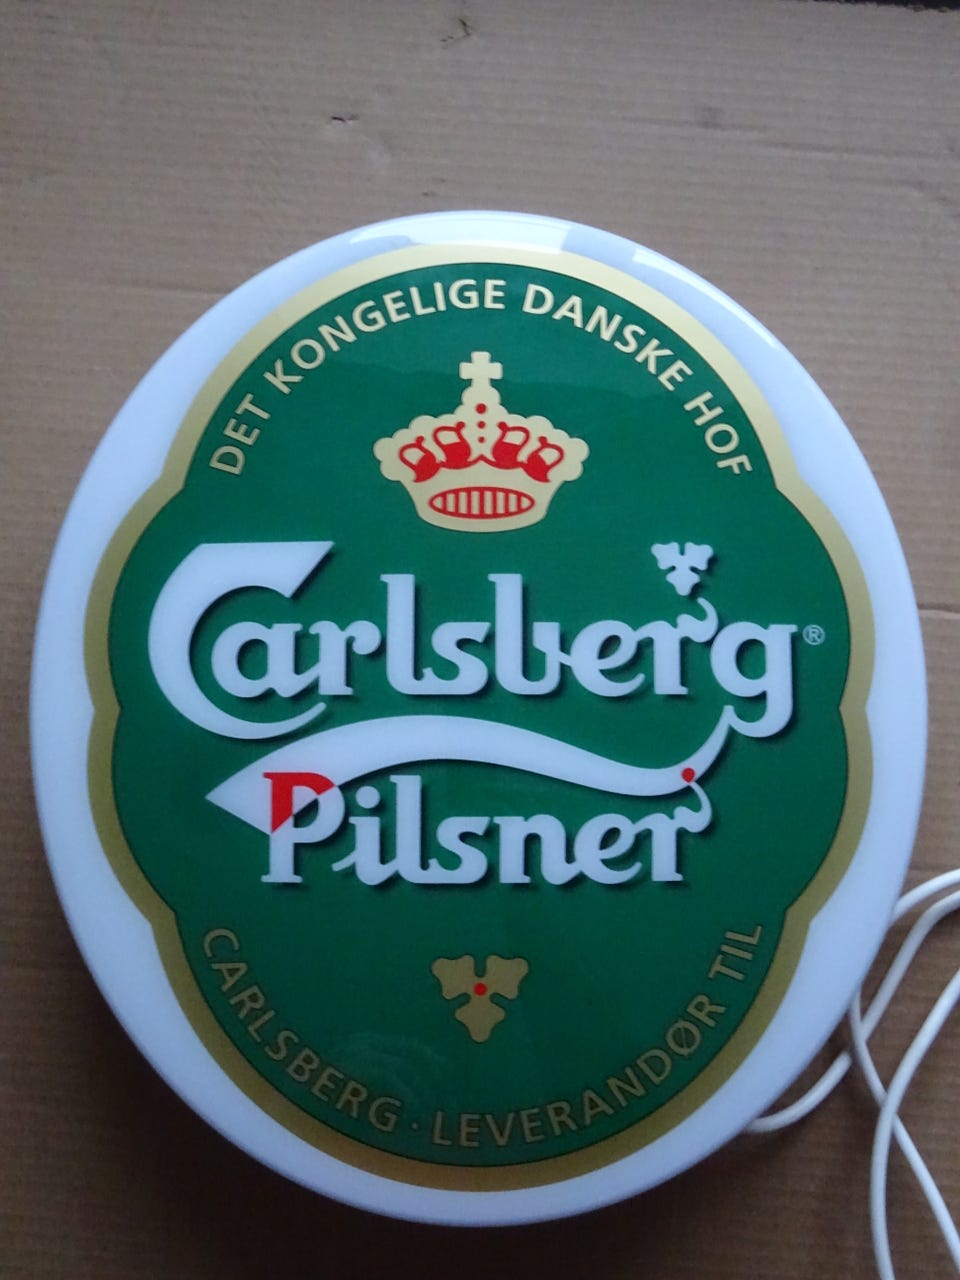 DET KONGELIGE DANSKE HOF
Carlsberg®
Pilsner
CARLSBERG · LEVERANDØR TIL